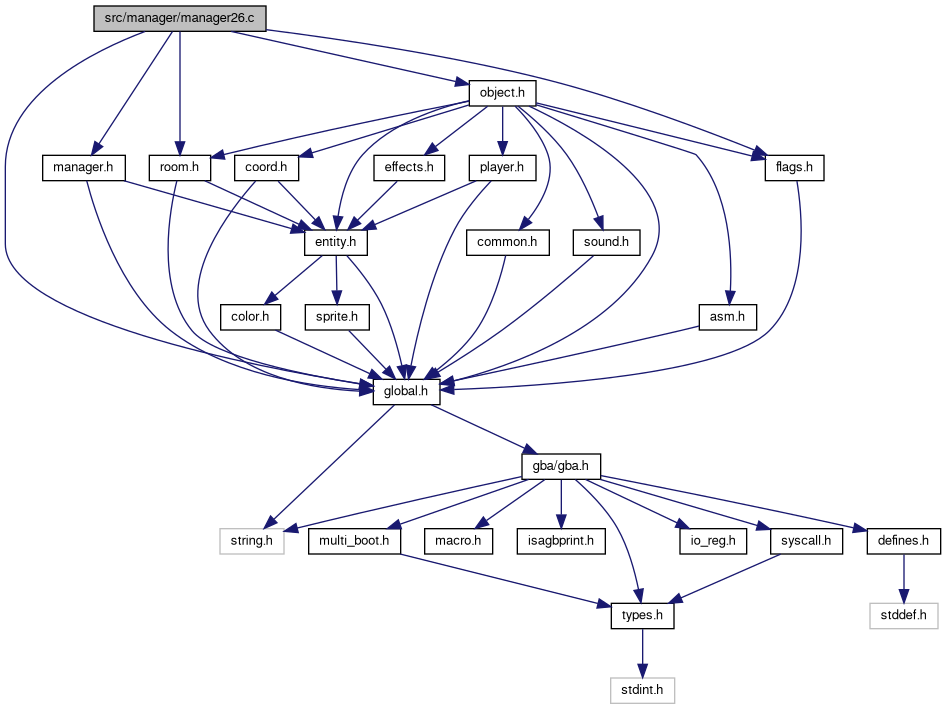 src/manager/manager26.c
object.h
manager.h
room.h
coord.h
effects.h
player.h
flags.h
entity.h
common.h
sound.h
color.h
sprite.h
asm.h
global.h
gba/gba.h
string.h
multi_boot.h
macro.h
isagbprint.h
io_reg.h
syscall.h
defines.h
types.h
stddef.h
stdint.h